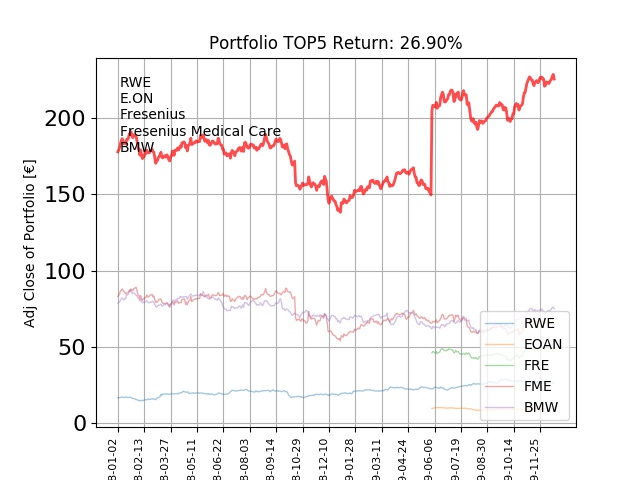 Portfolio TOP5 Return: 26.90%
RWE
E.ON
Fresenius
Fresenius Medical Care
BMW
Adj Close of Portfolio [€]
200
150
100
50
0
RWE
EOAN
FRE
FME
BMW
8-01-02
8-02-13
8-03-27
8-05-11
8-06-22
8-08-03
8-09-14
8-10-29
8-12-10
9-01-28
9-03-11
9-04-24
9-06-06
9-07-19
9-08-30
9-10-14
9-11-25